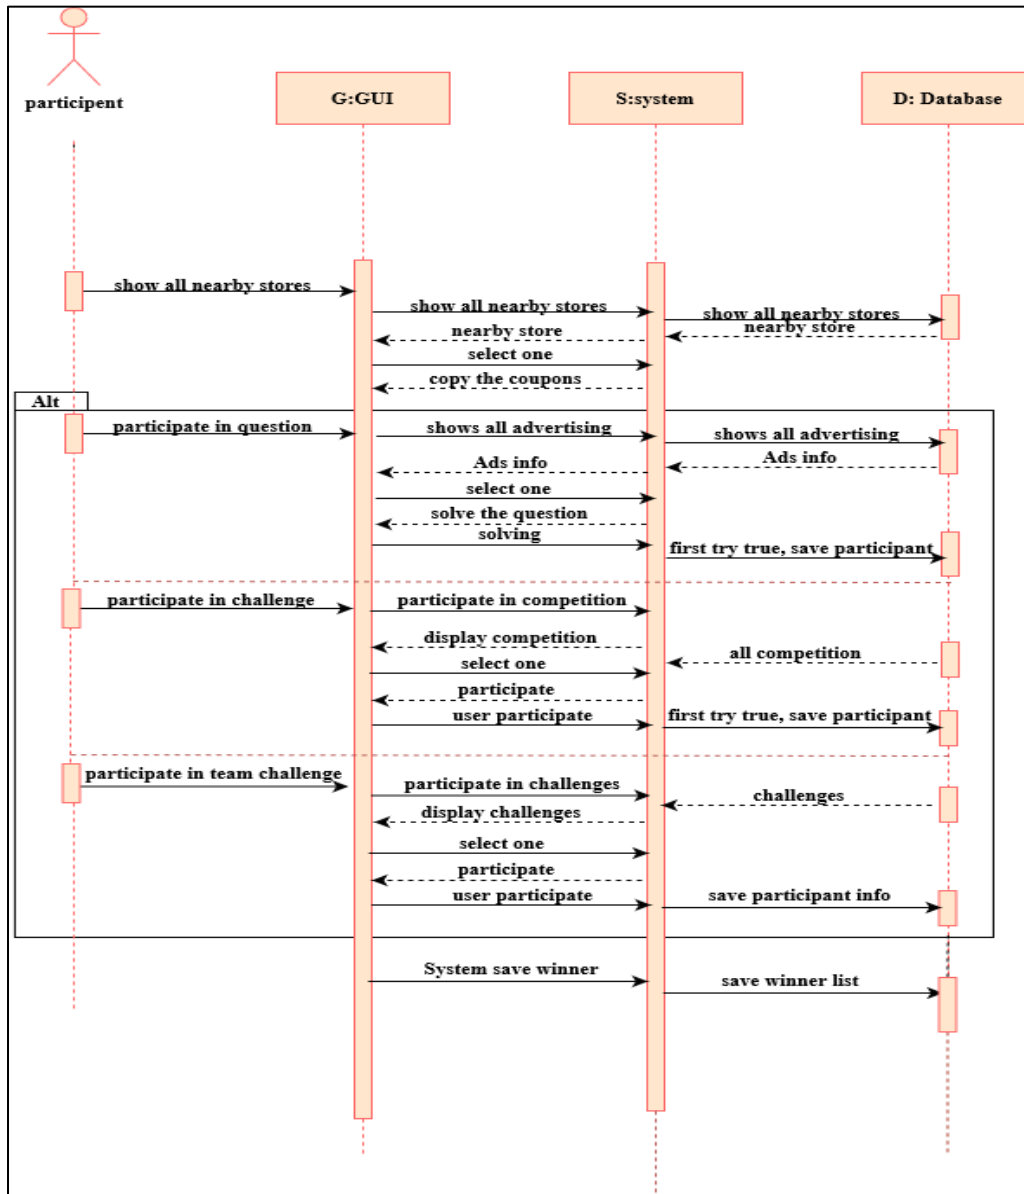 participent
G:GUI
S:system
D: Database
show all nearby stores
show all nearby stores
show all nearby stores
nearby store
nearby store
select one
copy the coupons
Alt
participate in question
shows all advertising
shows all advertising
Ads info
Ads info
select one
solve the question
solving
first try true, save participant
participate in challenge
participate in competition
display competition
all competition
select one
participate
user participate
first try true, save participant
participate in team challenge
participate in challenges
challenges
display challenges
select one
participate
user participate
save participant info
System save winner
save winner list